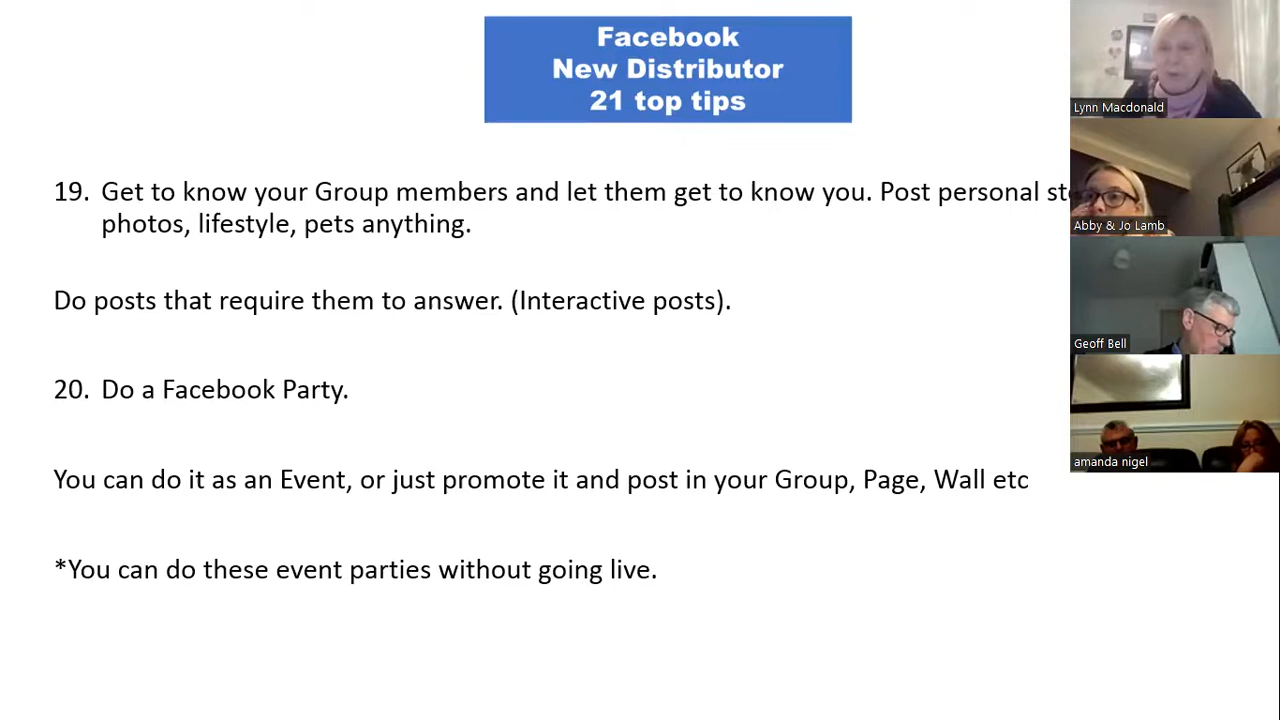 Facebook
New Distributor
21 top tips
19. Get to know your Group members and let them get to know you. Post personal
photos, lifestyle, pets anything.
Do posts that require them to answer. (Interactive posts).
20. Do a Facebook Party.
You can do it as an Event, or just promote it and post in your Group, Page, Wall etc
*You can do these event parties without going live.
Lynn Macdonald
Abby & Jo Lamb
Geoff Bell
amanda nigel